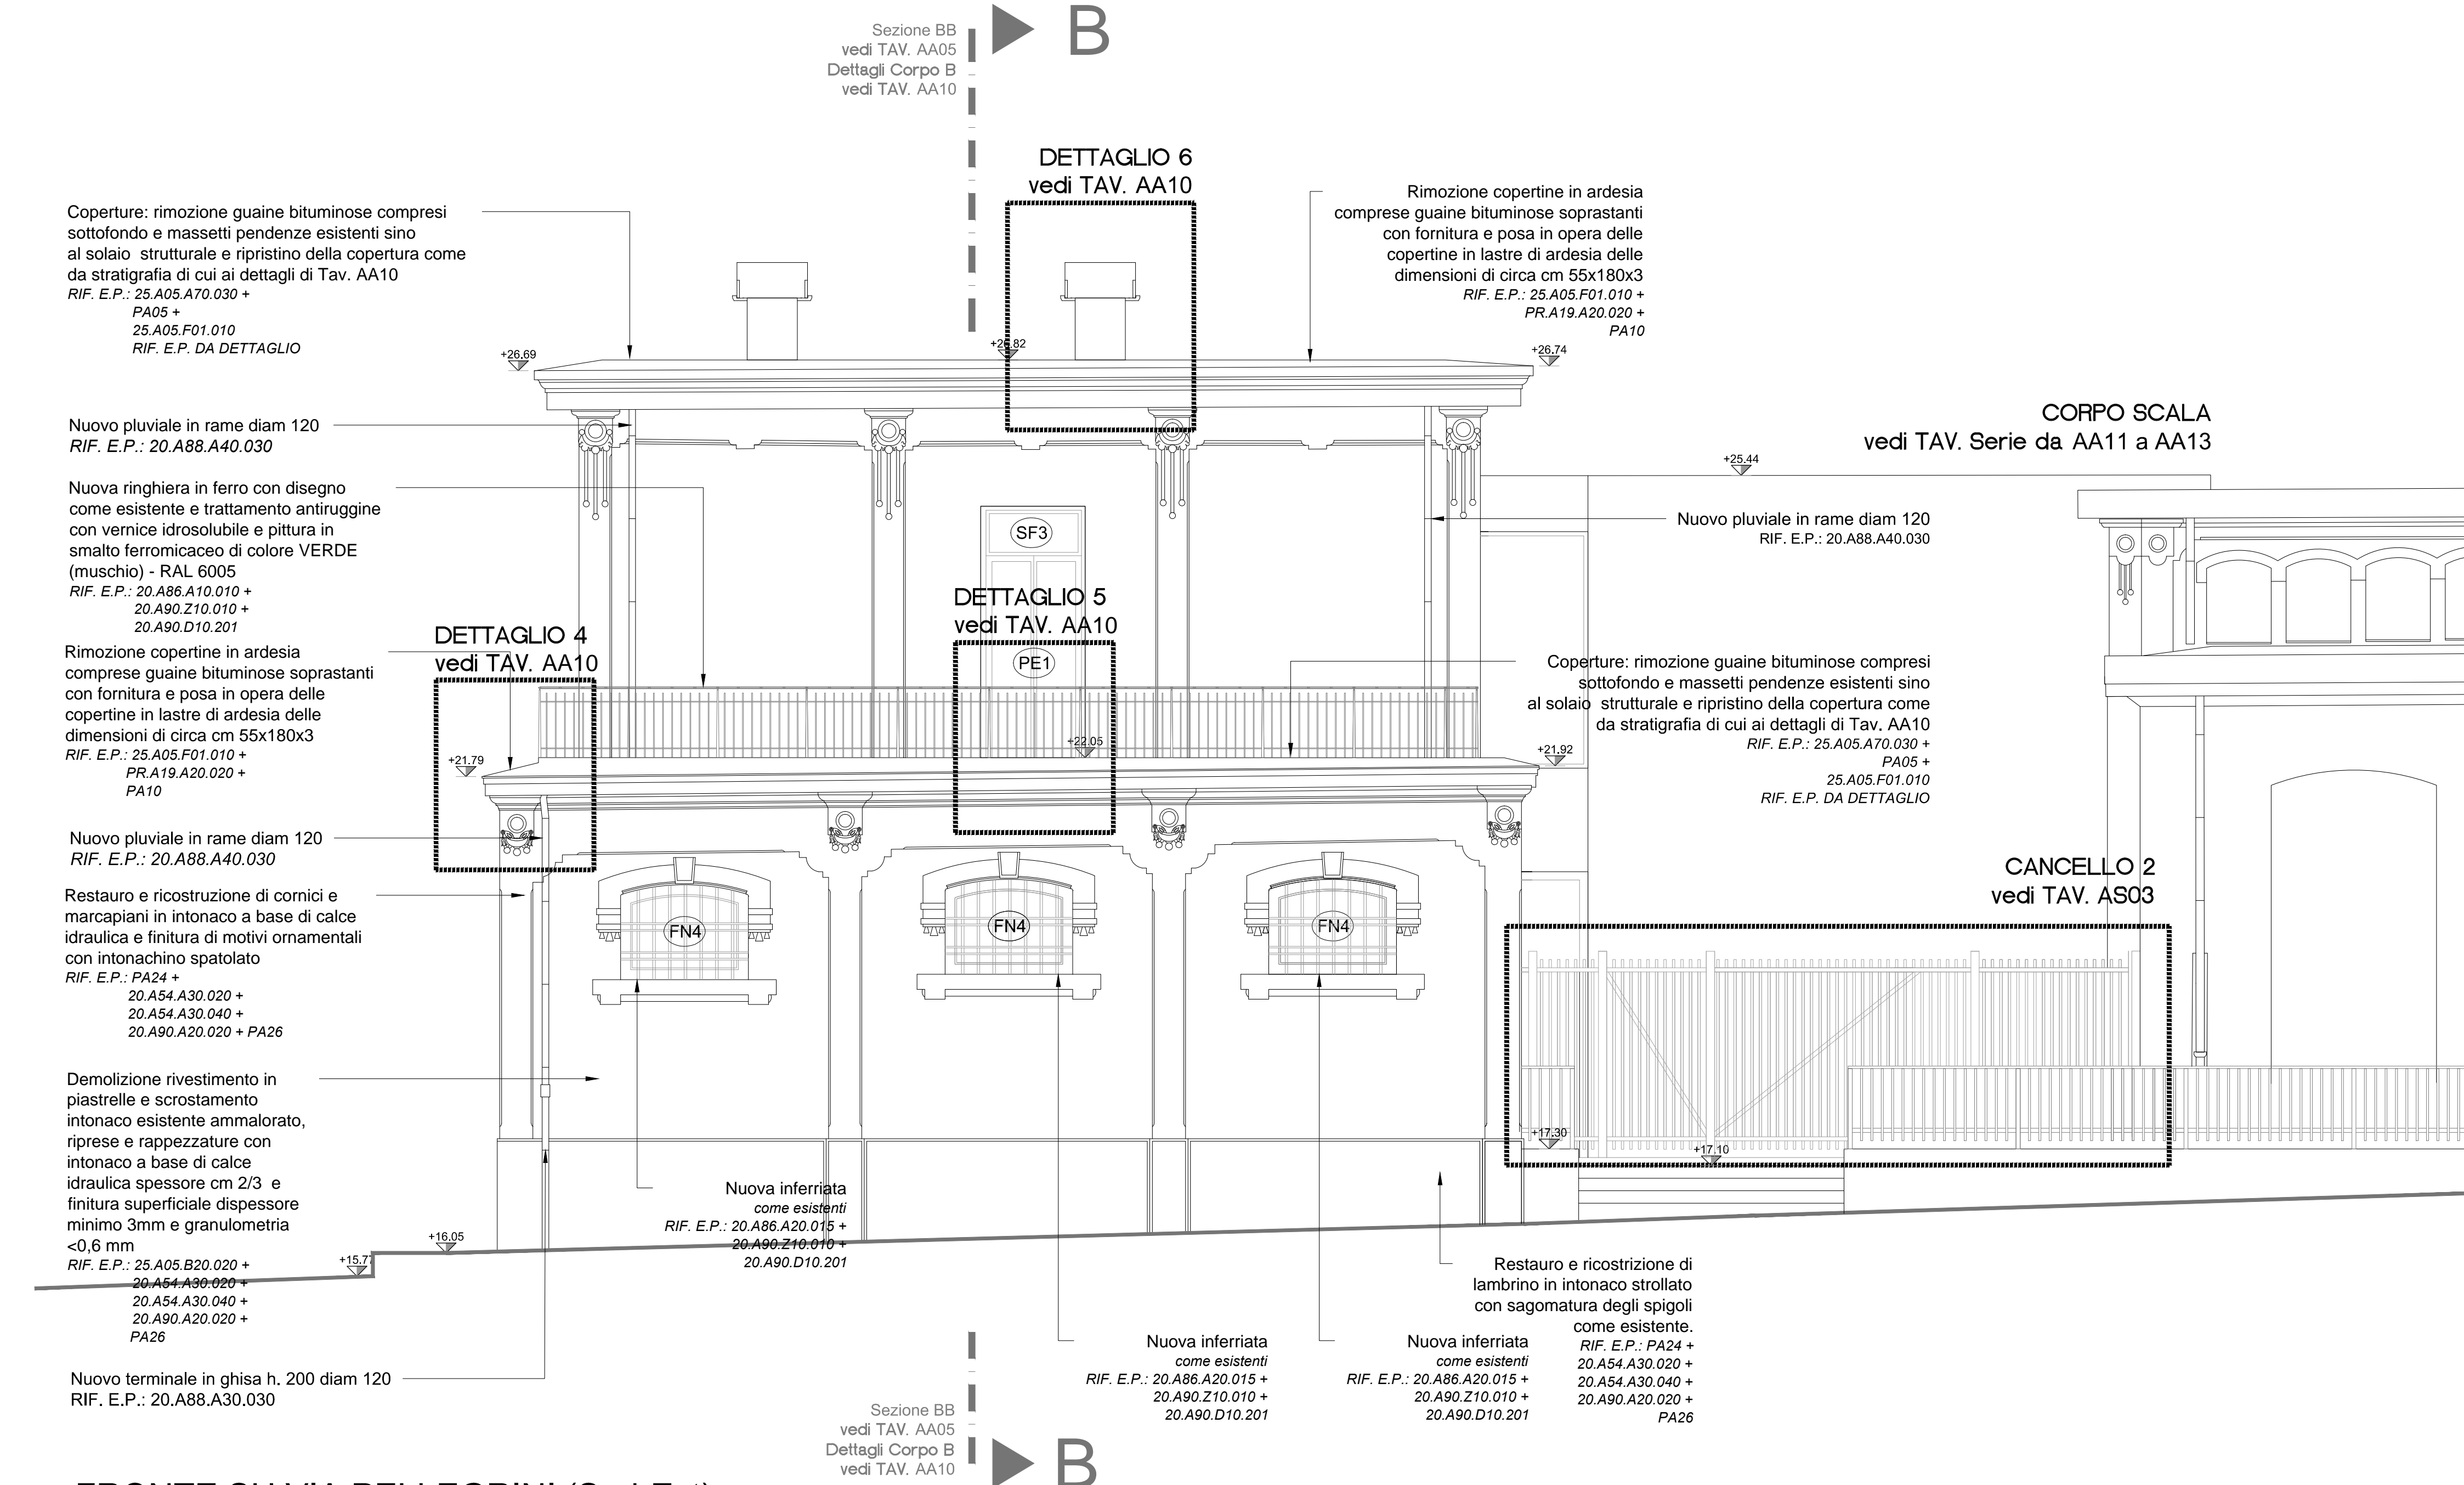 Sezione BB
vedi TAV. AA05
Dettagli Corpo B
vedi TAV. AA10
B
DETTAGLIO 6
vedi TAV. AA10
Coperture: rimozione guaine bituminose compresi
sottofondo e massetti pendenze esistenti sino
al solaio strutturale e ripristino della copertura come
da stratigrafia di cui ai dettagli di Tav. AA10
RIF. E.P.: 25.A05.A70.030 +
PA05 +
25.A05.F01.010
RIF. E.P. DA DETTAGLIO
Rimozione copertine in ardesia
comprese guaine bituminose soprastanti
con fornitura e posa in opera delle
copertine in lastre di ardesia delle
dimensioni di circa cm 55x180x3
RIF. E.P.: 25.A05.F01.010 +
PR.A19.A20.020 +
PA10
+26.69
+26.82
+26.74
Nuovo pluviale in rame diam 120
RIF. E.P.: 20.A88.A40.030
CORPO SCALA
vedi TAV. Serie da AA11 a AA13
+25.44
Nuova ringhiera in ferro con disegno
come esistente e trattamento antiruggine
con vernice idrosolubile e pittura in
smalto ferromicaceo di colore VERDE
(muschio) - RAL 6005
RIF. E.P.: 20.A86.A10.010 +
20.A90.Z10.010 +
20.A90.D10.201
Nuovo pluviale in rame diam 120
RIF. E.P.: 20.A88.A40.030
SF3
DETTAGLIO 5
vedi TAV. AA10
PE1
DETTAGLIO 4
vedi TAV. AA10
Rimozione copertine in ardesia
comprese guaine bituminose soprastanti
con fornitura e posa in opera delle
copertine in lastre di ardesia delle
dimensioni di circa cm 55x180x3
RIF. E.P.: 25.A05.F01.010 +
PR.A19.A20.020 +
PA10
Coperture: rimozione guaine bituminose compresi
sottofondo e massetti pendenze esistenti sino
al solaio strutturale e ripristino della copertura come
da stratigrafia di cui ai dettagli di Tav. AA10
RIF. E.P.: 25.A05.A70.030 +
PA05 +
25.A05.F01.010
RIF. E.P. DA DETTAGLIO
+21.79
+22.05
+21.92
Nuovo pluviale in rame diam 120
RIF. E.P.: 20.A88.A40.030
CANCELLO 2
vedi TAV. AS03
Restauro e ricostruzione di cornici e
marcapiani in intonaco a base di calce
idraulica e finitura di motivi ornamentali
con intonachino spatolato
RIF. E.P.: PA24 +
20.A54.A30.020 +
20.A54.A30.040 +
20.A90.A20.020 + PA26
FN4
FN4
FN4
Demolizione rivestimento in
piastrelle e scrostamento
intonaco esistente ammalorato,
riprese e rappezzature con
intonaco a base di calce
idraulica spessore cm 2/3 e
finitura superficiale dispessore
minimo 3mm e granulometria
<0,6 mm
RIF. E.P.: 25.A05.B20.020 +
20.A54.A30.020 +
20.A54.A30.040 +
20.A90.A20.020 +
PA26
+17.30
+17.10
+16.05
+15.77
Nuova inferriata
come esistenti
RIF. E.P.: 20.A86.A20.015 +
20.A90.Z10.010 +
20.A90.D10.201
Nuova inferriata
come esistenti
RIF. E.P.: 20.A86.A20.015 +
20.A90.Z10.010 +
20.A90.D10.201
Nuova inferriata
come esistenti
RIF. E.P.: 20.A86.A20.015 +
20.A90.Z10.010 +
20.A90.D10.201
Restauro e ricostrizione di
lambrino in intonaco strollato
con sagomatura degli spigoli
come esistente.
RIF. E.P.: PA24 +
20.A54.A30.020 +
20.A54.A30.040 +
20.A90.A20.020 +
PA26
Nuovo terminale in ghisa h. 200 diam 120
RIF. E.P.: 20.A88.A30.030
Sezione BB
vedi TAV. AA05
Dettagli Corpo B
vedi TAV. AA10
B